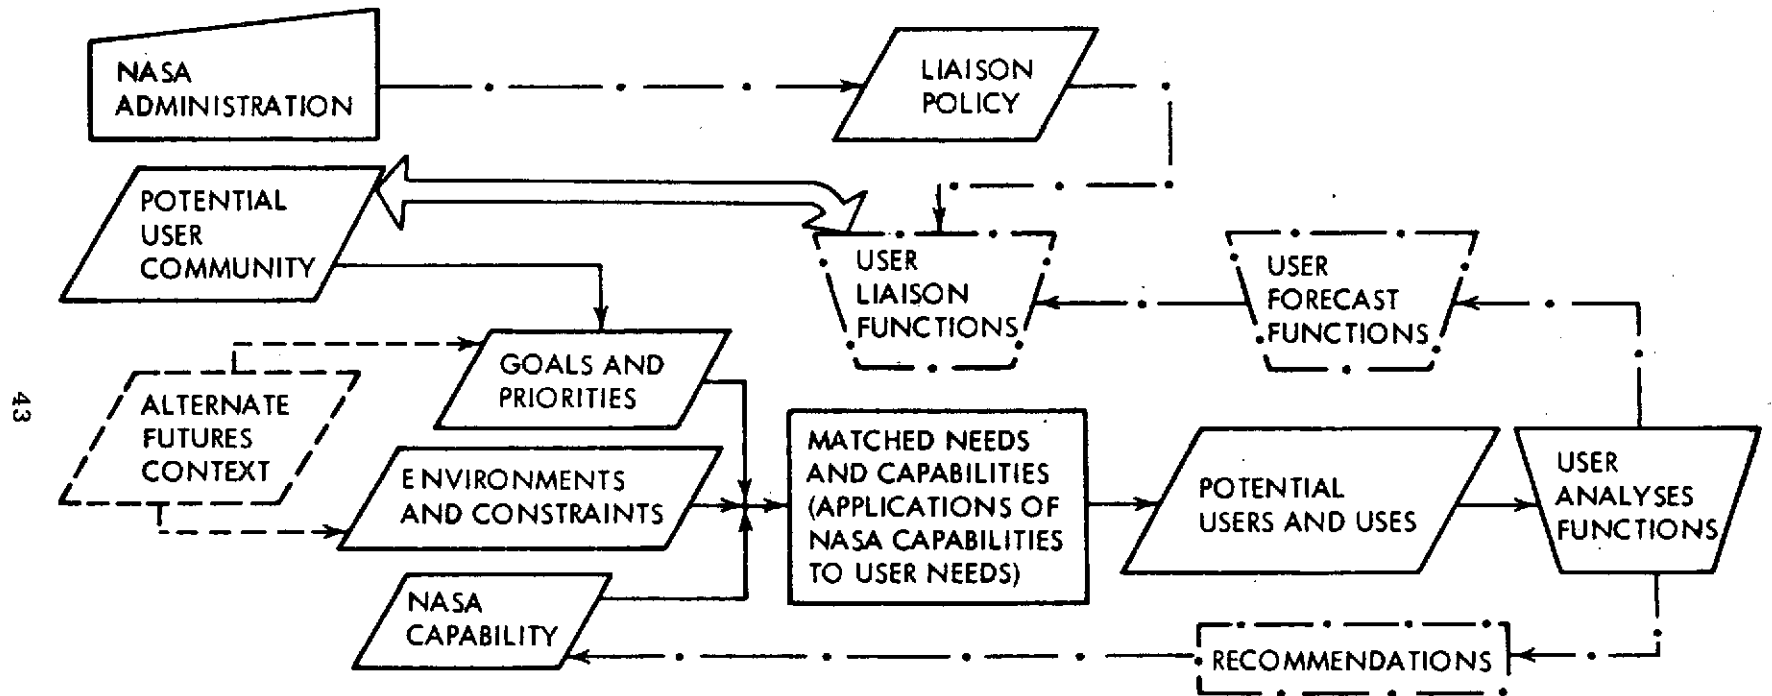 NASA
ADMINISTRATION
LIAISON
POLICY
POTENTIAL
USER
COMMUNITY
USER
LIAISON
FUNCTIONS
USER
FORECAST
FUNCTIONS
GOALS AND
PRIORITIES
ALTERNATE
FUTURES
CONTEXT
ENVIRONMENTS
AND CONSTRAINTS
MATCHED NEEDS
AND CAPABILITIES
(APPLICATIONS OF
NASA CAPABILITIES
TO USER NEEDS)
POTENTIAL
USERS AND USES
USER
ANALYSES
FUNCTIONS
NASA
CAPABILITY
RECOMMENDATIONS
43